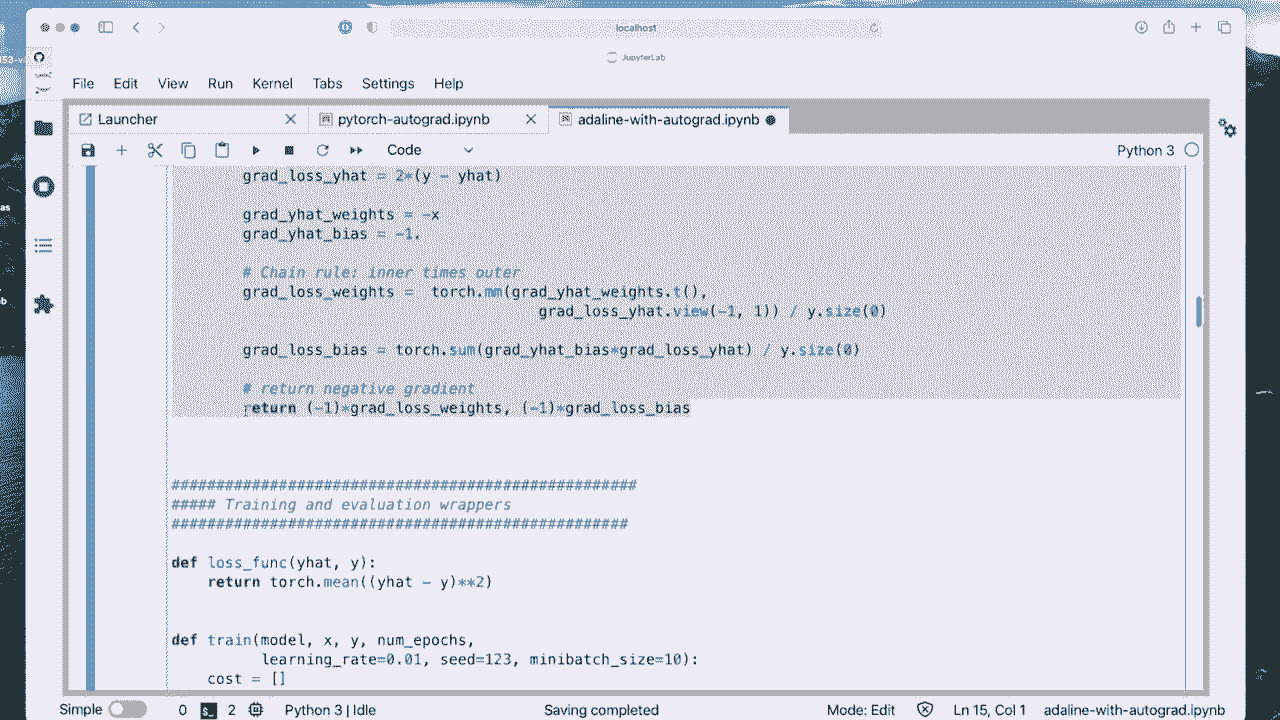 localhost
JupyterLab
File Edit View Run Kernel Tabs Settings Help
Launcher pytorch-autograd.ipynb adaline-with-autograd.ipynb
Code Python 3
grad_loss_yhat = 2*(y - yhat)
grad_yhat_weights = -x
grad_yhat_bias = -1.
# Chain rule: inner times outer
grad_loss_weights =  torch.mm(grad_yhat_weights.t(),
grad_loss_yhat.view(-1, 1)) / y.size(0)
grad_loss_bias = torch.sum(grad_yhat_bias*grad_loss_yhat) / y.size(0)
# return negative gradient
return (-1)*grad_loss_weights, (-1)*grad_loss_bias
####################################################
##### Training and evaluation wrappers
###################################################
def loss_func(yhat, y):
return torch.mean((yhat - y)**2)
def train(model, x, y, num_epochs,
learning_rate=0.01, seed=123, minibatch_size=10):
cost = []
Simple 0 2 Python 3 | Idle Saving completed Mode: Edit Ln 15, Col 1 adaline-with-autograd.ipynb